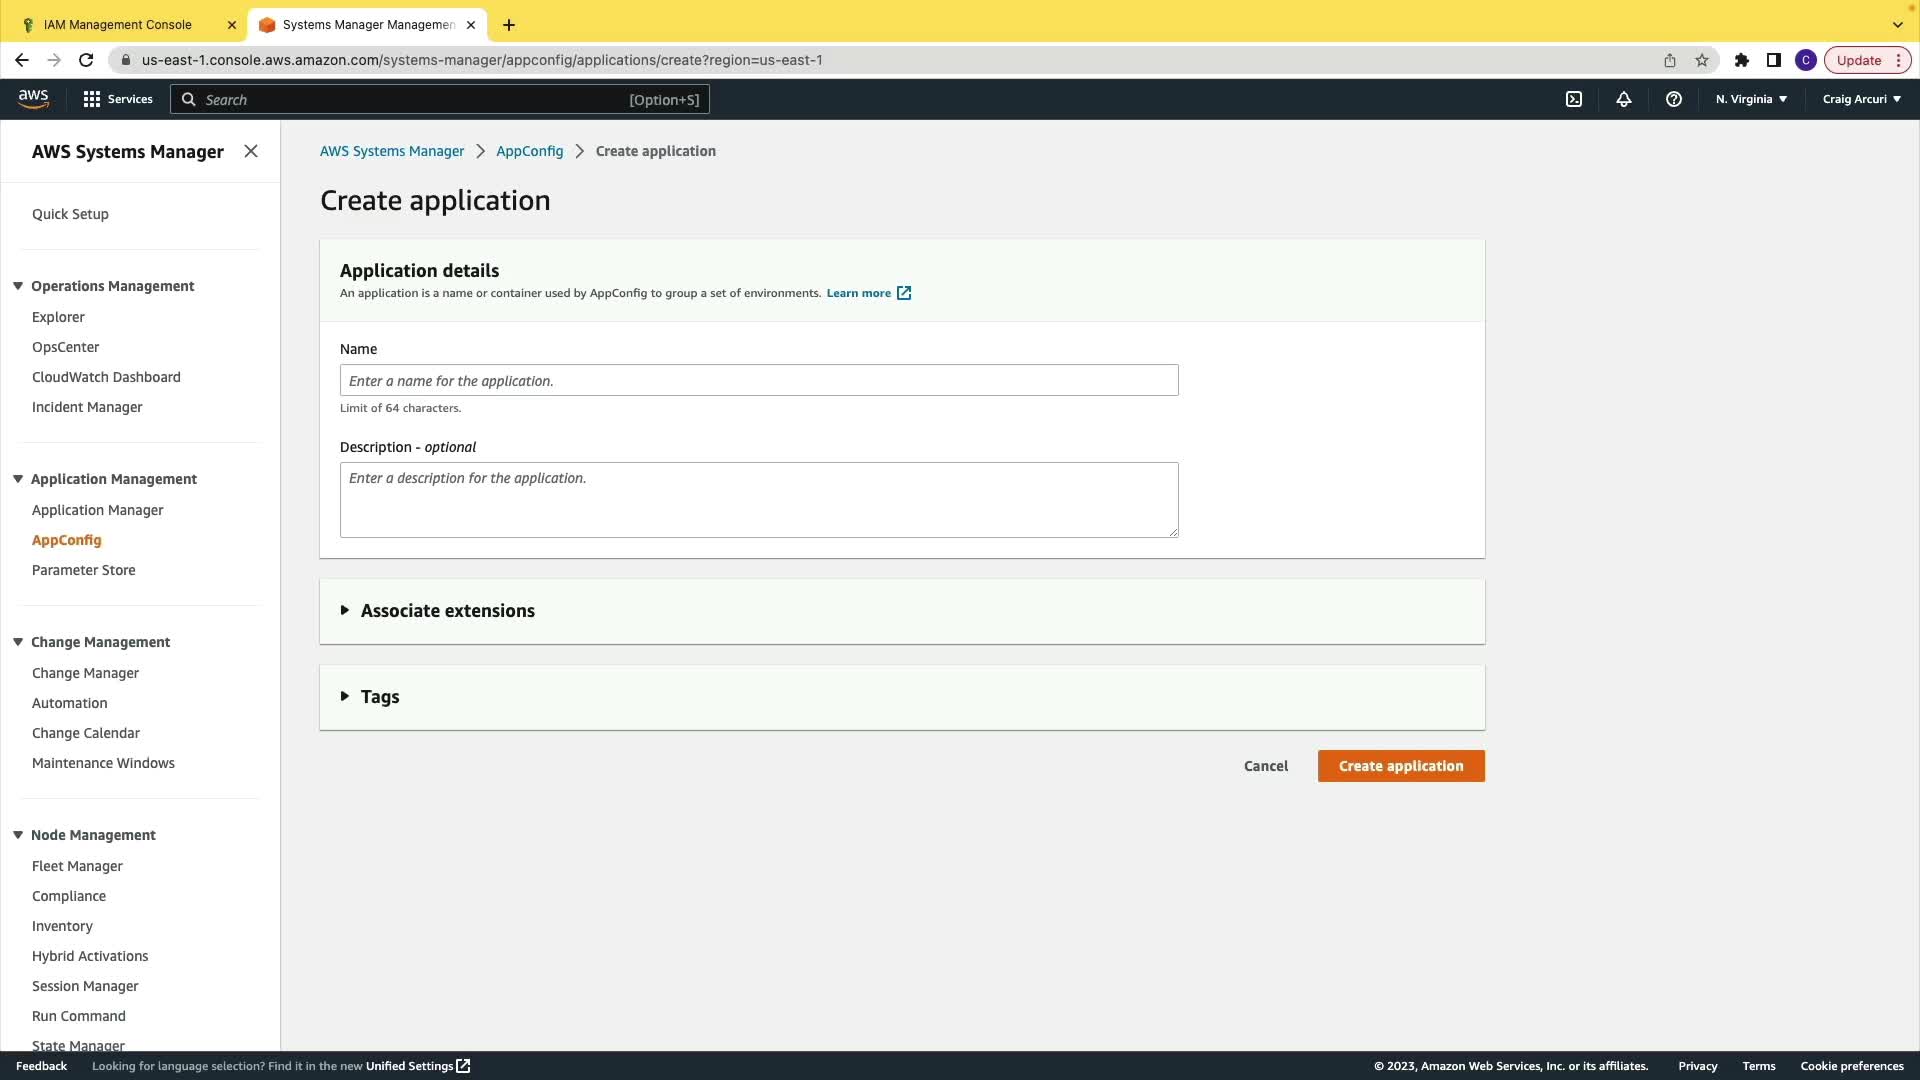 IAM Management Console
Systems Manager Managemen
us-east-1.console.aws.amazon.com/systems-manager/appconfig/applications/create?region=us-east-1
C
Update
aws
Services
Search
[Option+S]
N. Virginia
Craig Arcuri
AWS Systems Manager
Quick Setup
Operations Management
Explorer
OpsCenter
CloudWatch Dashboard
Incident Manager
Application Management
Application Manager
AppConfig
Parameter Store
Change Management
Change Manager
Automation
Change Calendar
Maintenance Windows
Node Management
Fleet Manager
Compliance
Inventory
Hybrid Activations
Session Manager
Run Command
State Manager
AWS Systems Manager > AppConfig > Create application
Create application
Application details
An application is a name or container used by AppConfig to group a set of environments. Learn more
Name
Enter a name for the application.
Limit of 64 characters.
Description - optional
Enter a description for the application.
Associate extensions
Tags
Cancel
Create application
Feedback
Looking for language selection? Find it in the new Unified Settings
© 2023, Amazon Web Services, Inc. or its affiliates.
Privacy
Terms
Cookie preferences